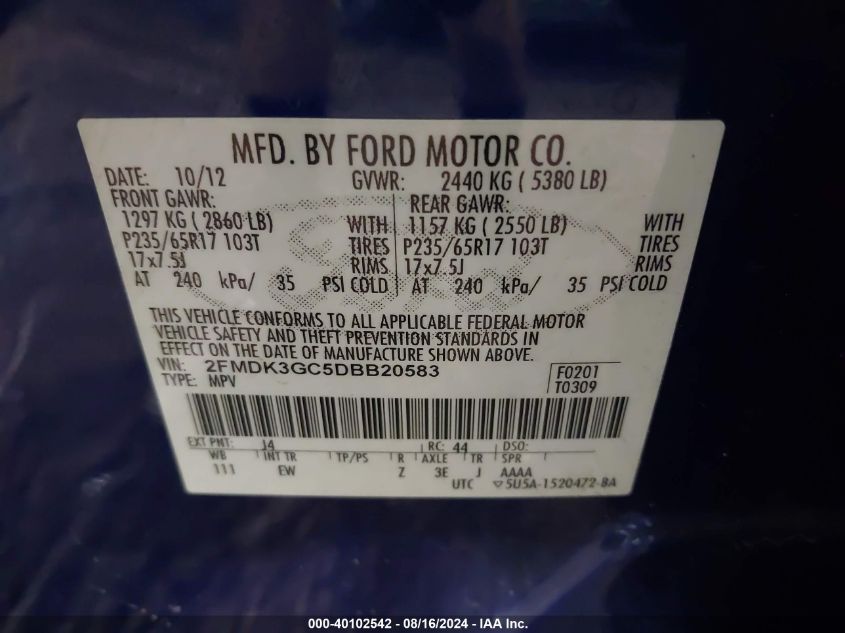 MFD. BY FORD MOTOR CO.
DATE: 10/12 GVWR: 2440 KG ( 5380 LB)
FRONT GAWR: REAR GAWR:
1297 KG ( 2860 LB) WITH 1157 KG ( 2550 LB) WITH
P235/65R17 103T TIRES P235/65R17 103T TIRES
17x7.5J RIMS 17x7.5J RIMS
AT 240 kPa/ 35 PSI COLD AT 240 kPa/ 35 PSI COLD
THIS VEHICLE CONFORMS TO ALL APPLICABLE FEDERAL MOTOR
VEHICLE SAFETY AND THEFT PREVENTION STANDARDS IN
EFFECT ON THE DATE OF MANUFACTURE SHOWN ABOVE.
VIN: 2FMDK3GC5DBB20583 F0201
TYPE: MPV T0309
EXT PNT: J4 RC: 44 DSO:
WB INT TR TP/PS R AXLE TR SPR
111 EW Z 3E J AAAA
UTC ▽5U5A-1520472-BA
000-40102542 - 08/16/2024 - IAA Inc.